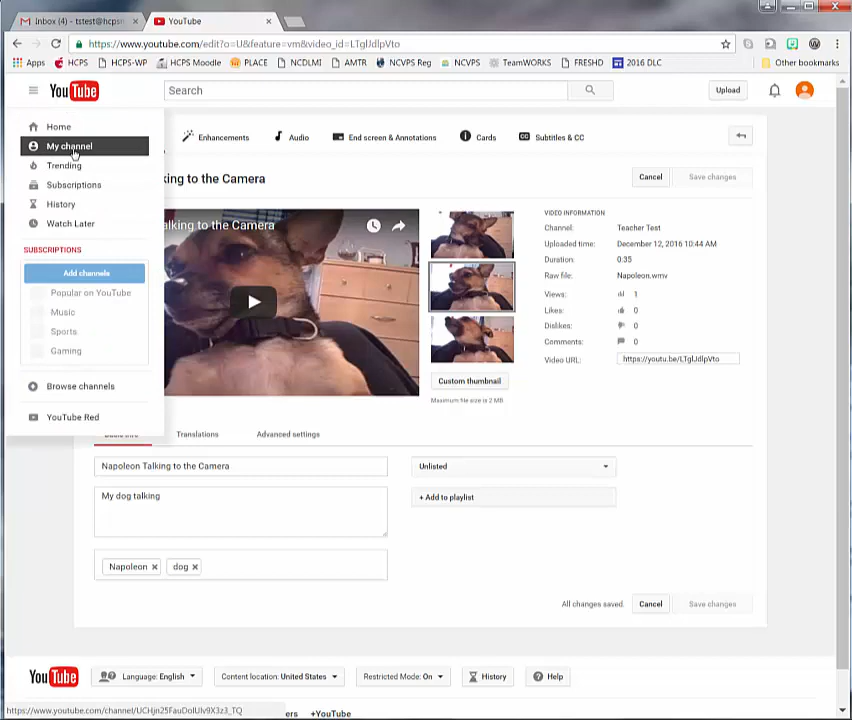 Inbox (4) - tstest@hcpsn
YouTube
https://www.youtube.com/edit?o=U&feature=vm&video_id=LTglJdlpVto
Apps HCPS HCPS-WP HCPS Moodle PLACE NCDLMI AMTR NCVPS Reg NCVPS TeamWORKS FRESHD 2016 DLC Other bookmarks
YouTube Search Upload
Home
My channel
Trending
Subscriptions
History
Watch Later
SUBSCRIPTIONS
Add channels
Popular on YouTube
Music
Sports
Gaming
Browse channels
YouTube Red
Enhancements Audio End screen & Annotations Cards Subtitles & CC
king to the Camera Cancel Save changes
alking to the Camera
Custom thumbnail
Maximum file size is 2 MB.
VIDEO INFORMATION
Channel: Teacher Test
Uploaded time: December 12, 2016 10:44 AM
Duration: 0:35
Raw file: Napoleon.wmv
Views: 1
Likes: 0
Dislikes: 0
Comments: 0
Video URL: https://youtu.be/LTglJdlpVto
Basic info Translations Advanced settings
Napoleon Talking to the Camera
My dog talking
Napoleon × dog ×
Unlisted
+ Add to playlist
All changes saved. Cancel Save changes
YouTube Language: English Content location: United States Restricted Mode: On History Help
https://www.youtube.com/channel/UCHjn25FauDolUlv9X3z3_TQ
ers +YouTube